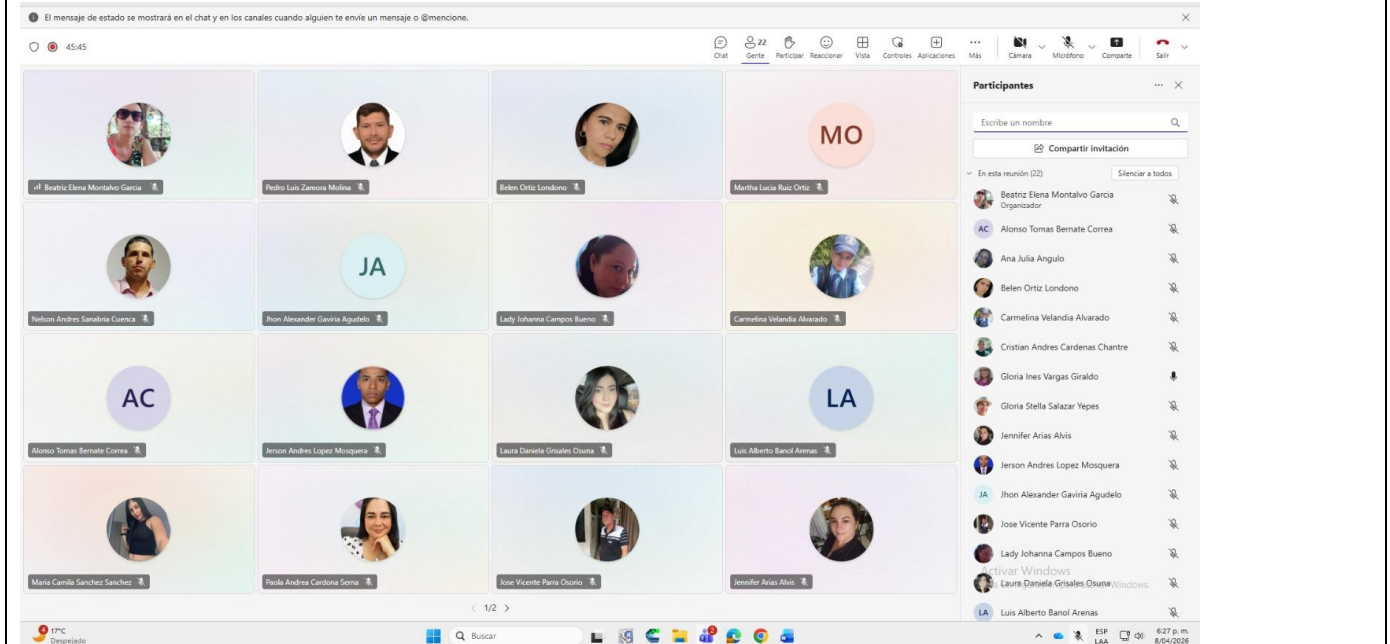 El mensaje de estado se mostrará en el chat y en los canales cuando alguien te envíe un mensaje o @mencione.
45:45
22
Chat Gente Participar Reaccionar Vista Controles Aplicaciones Más Cámara Micrófono Comparte Salir
Beatriz Elena Montalvo Garcia
Pedro Luis Zamora Molina
Belen Ortiz Londono
MO
Martha Lucia Ruiz Ortiz
Nelson Andres Sanabria Cuenca
JA
Jhon Alexander Gaviria Agudelo
Lady Johanna Campos Bueno
Carmelina Velandia Alvarado
AC
Alonso Tomas Bernate Correa
Jerson Andres Lopez Mosquera
Laura Daniela Grisales Osuna
LA
Luis Alberto Banol Arenas
Maria Camila Sanchez Sanchez
Paola Andrea Cardona Serna
Jose Vicente Parra Osorio
Jennifer Arias Alvis
1/2
Participantes
Escribe un nombre
Compartir invitación
En esta reunión (22)
Silenciar a todos
Beatriz Elena Montalvo Garcia
Organizador
AC Alonso Tomas Bernate Correa
Ana Julia Angulo
Belen Ortiz Londono
Carmelina Velandia Alvarado
Cristian Andres Cardenas Chantre
Gloria Ines Vargas Giraldo
Gloria Stella Salazar Yepes
Jennifer Arias Alvis
Jerson Andres Lopez Mosquera
JA Jhon Alexander Gaviria Agudelo
Jose Vicente Parra Osorio
Lady Johanna Campos Bueno
Activar Windows
Laura Daniela Grisales Osuna
Windows.
LA Luis Alberto Banol Arenas
4
17°C
Despejado
Buscar
2
ESP
LAA
6:27 p. m.
8/04/2026